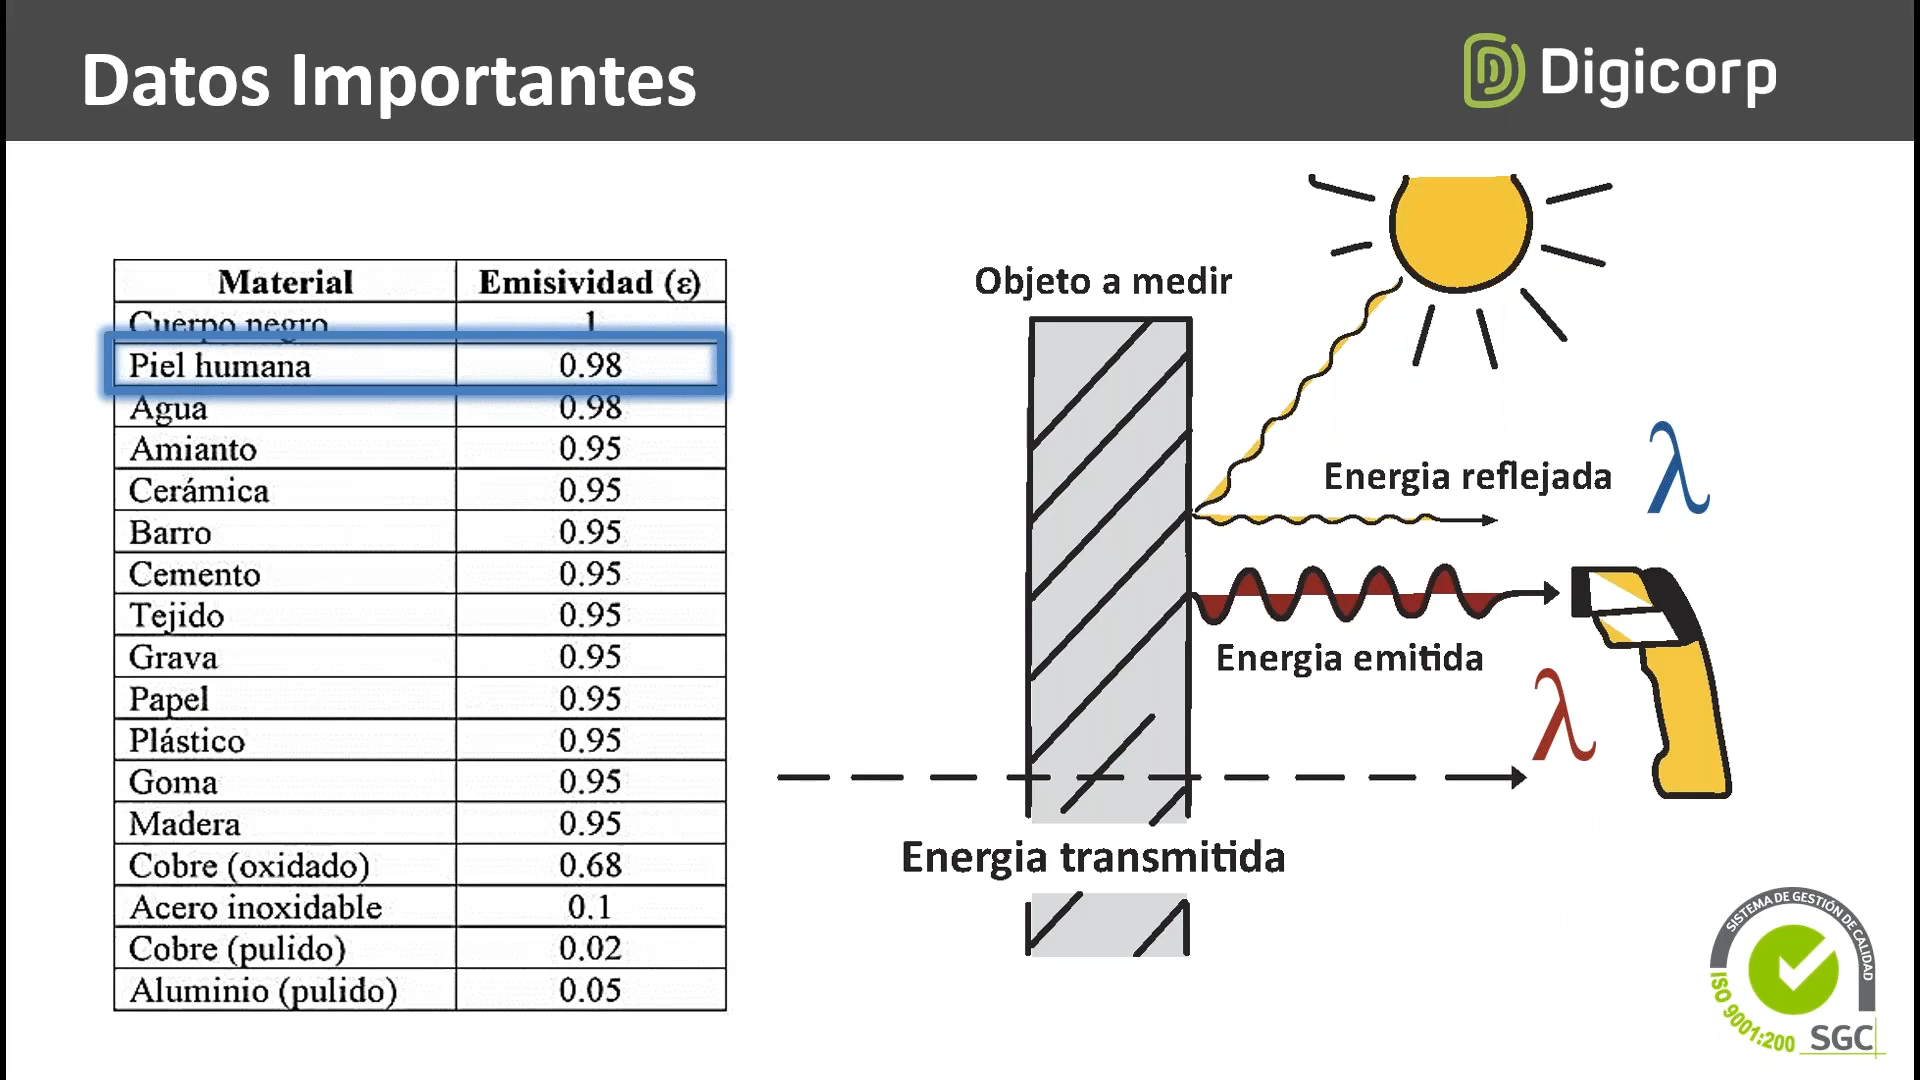 Datos Importantes
Digicorp
Material Emisividad (ε)
Cuerpo negro 1
Piel humana 0.98
Agua 0.98
Amianto 0.95
Cerámica 0.95
Barro 0.95
Cemento 0.95
Tejido 0.95
Grava 0.95
Papel 0.95
Plástico 0.95
Goma 0.95
Madera 0.95
Cobre (oxidado) 0.68
Acero inoxidable 0.1
Cobre (pulido) 0.02
Aluminio (pulido) 0.05
Objeto a medir
Energia reflejada λ
Energia emitida
λ
Energia transmitida
SISTEMA DE GESTIÓN DE CALIDAD
ISO 9001:200
SGC